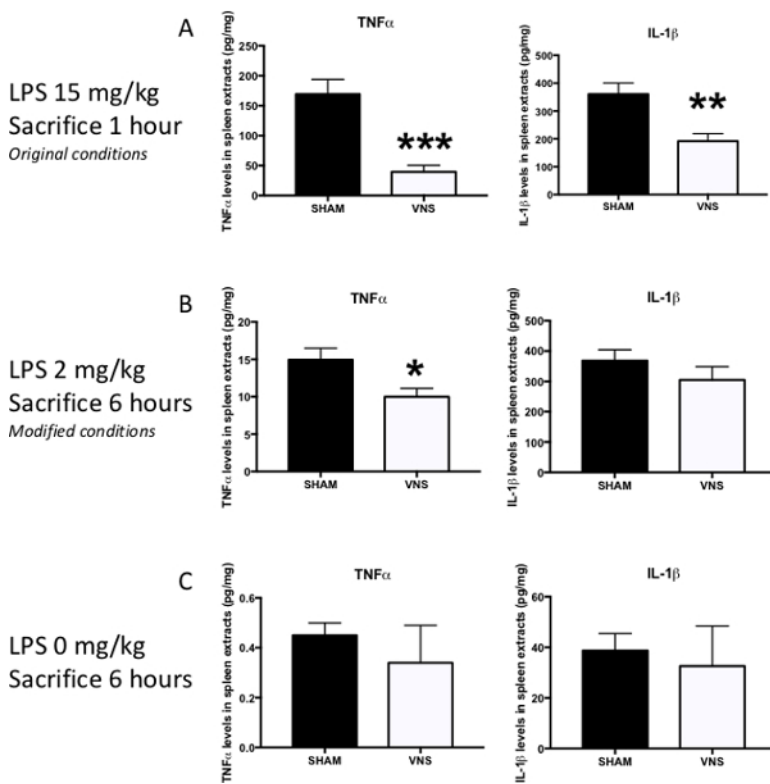 A
LPS 15 mg/kg
Sacrifice 1 hour
Original conditions
TNFα
TNFα levels in spleen extracts (pg/mg)
250
200
150
100
50
0
***
SHAM VNS
IL-1β
IL-1β levels in spleen extracts (pg/mg)
500
400
300
200
100
0
**
SHAM VNS
B
LPS 2 mg/kg
Sacrifice 6 hours
Modified conditions
TNFα
TNFα levels in spleen extracts (pg/mg)
20
15
10
5
0
*
SHAM VNS
IL-1β
IL-1β levels in spleen extracts (pg/mg)
500
400
300
200
100
0
SHAM VNS
C
LPS 0 mg/kg
Sacrifice 6 hours
TNFα
TNFα levels in spleen extracts (pg/mg)
0.6
0.4
0.2
0.0
SHAM VNS
IL-1β
IL-1β levels in spleen extracts (pg/mg)
60
40
20
0
SHAM VNS